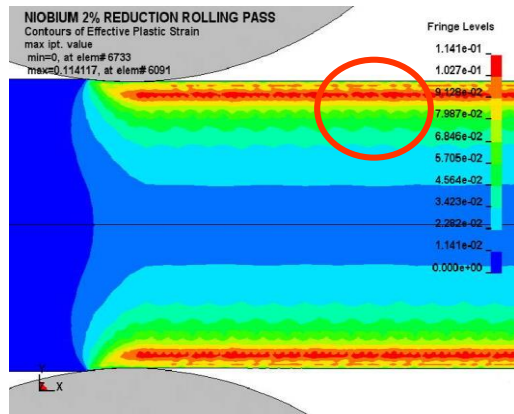 NIOBIUM 2% REDUCTION ROLLING PASS
Contours of Effective Plastic Strain
max ipt. value
min=0, at elem# 6733
max=0.114117, at elem# 6091
Fringe Levels
1.141e-01
1.027e-01
9.128e-02
7.987e-02
6.846e-02
5.705e-02
4.564e-02
3.423e-02
2.282e-02
1.141e-02
0.000e+00
Y
X